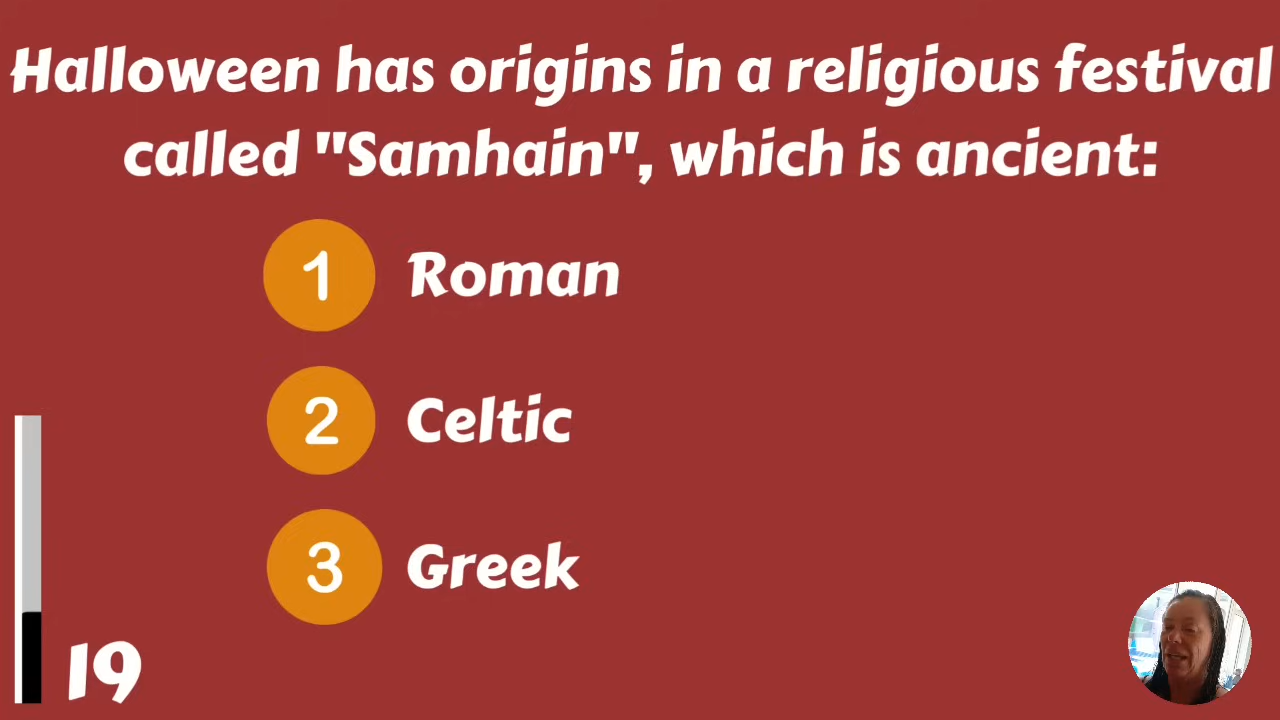 Halloween has origins in a religious festival
called "Samhain", which is ancient:
1 Roman
2 Celtic
3 Greek
19